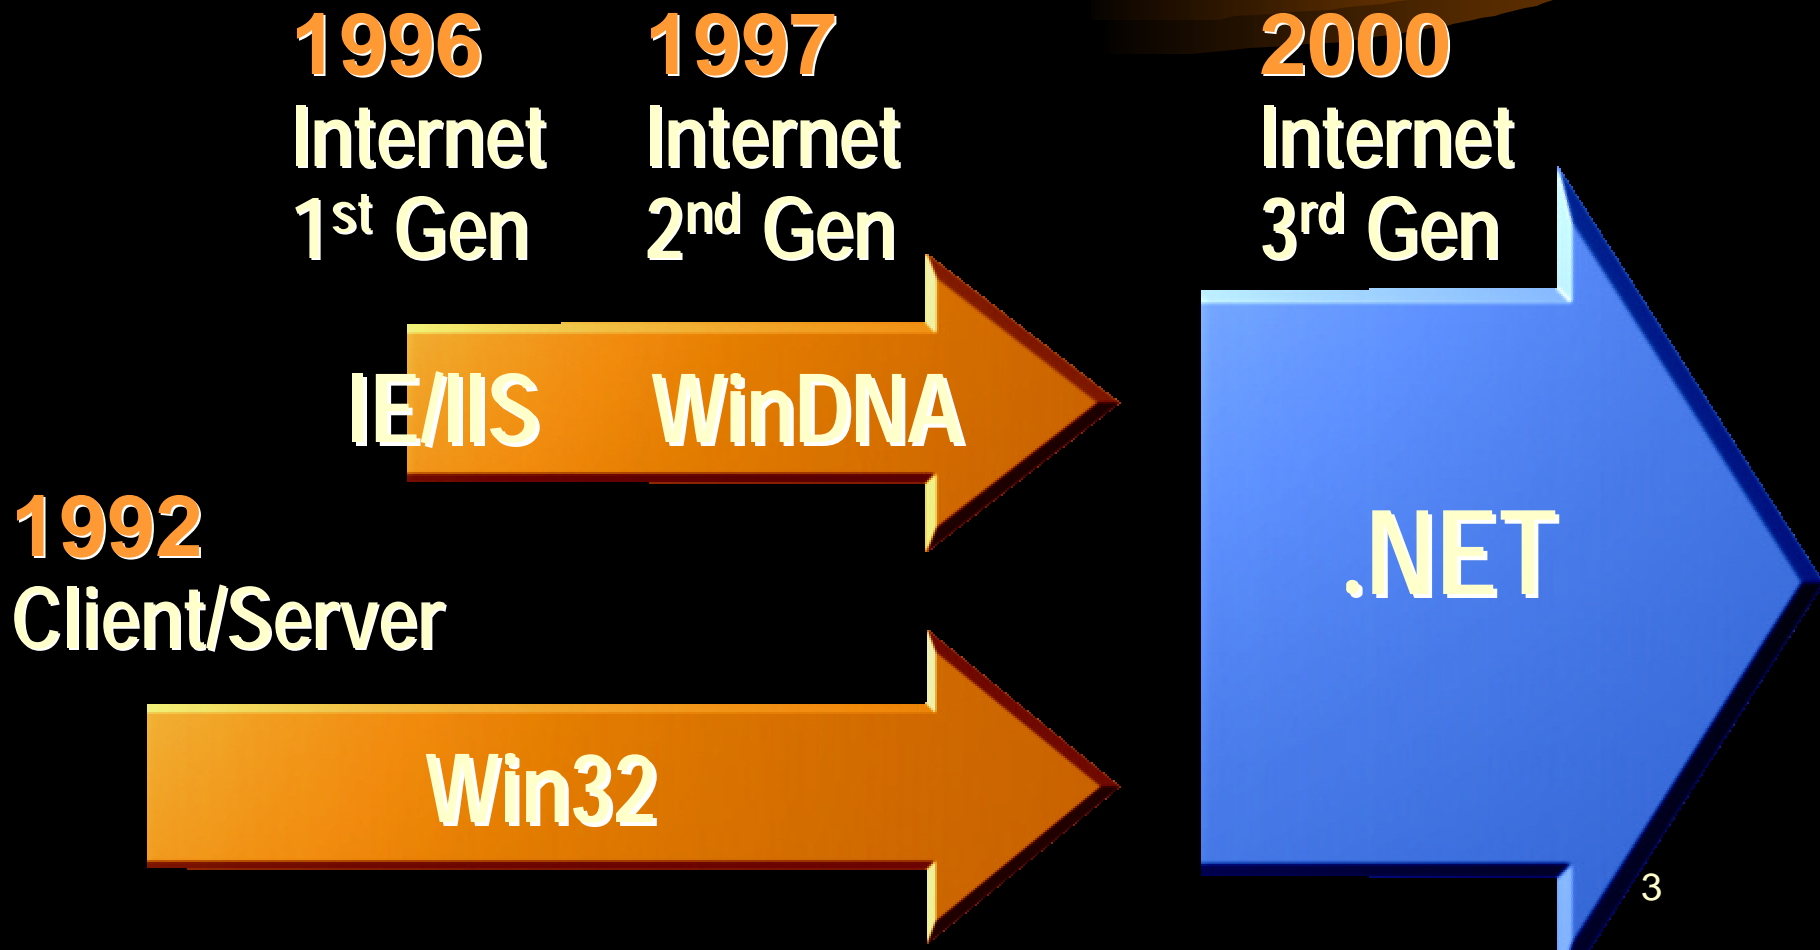 1996
Internet
1st Gen
1997
Internet
2nd Gen
2000
Internet
3rd Gen
IE/IIS
WinDNA
1992
Client/Server
.NET
Win32
3